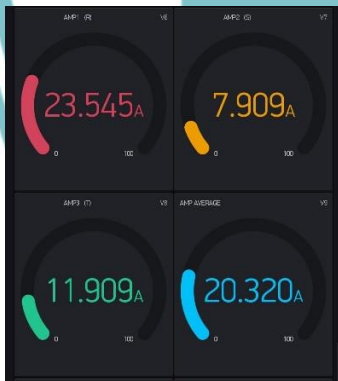 AMP1 (R) V6
23.545A
0 100
AMP2 (S) V7
7.909A
0 100
AMP3 (T) V8
11.909A
0 100
AMP AVERAGE V9
20.320A
0 100